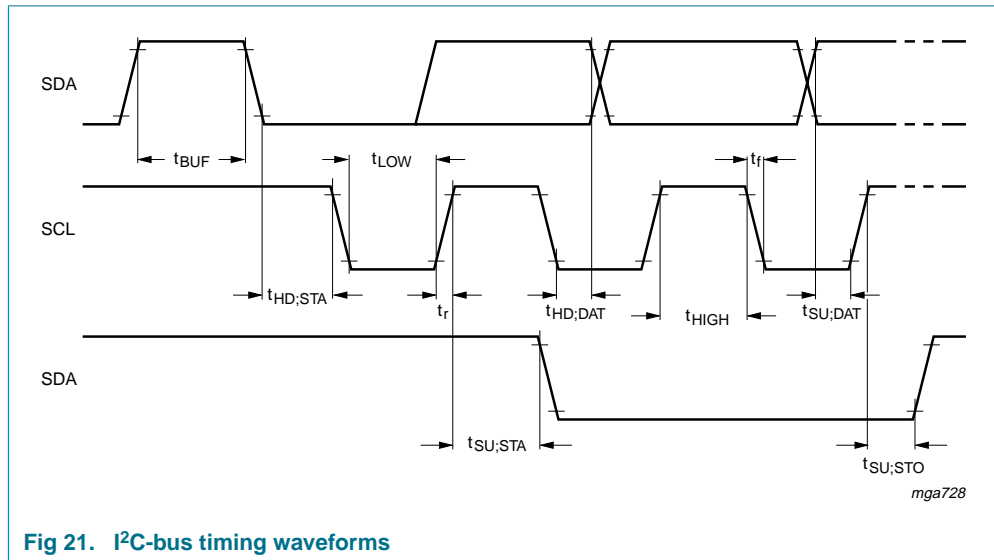 SDA
tBUF
tLOW
tf
SCL
tHD;STA
tr
tHD;DAT
tHIGH
tSU;DAT
SDA
tSU;STA
tSU;STO
mga728
Fig 21. I2C-bus timing waveforms